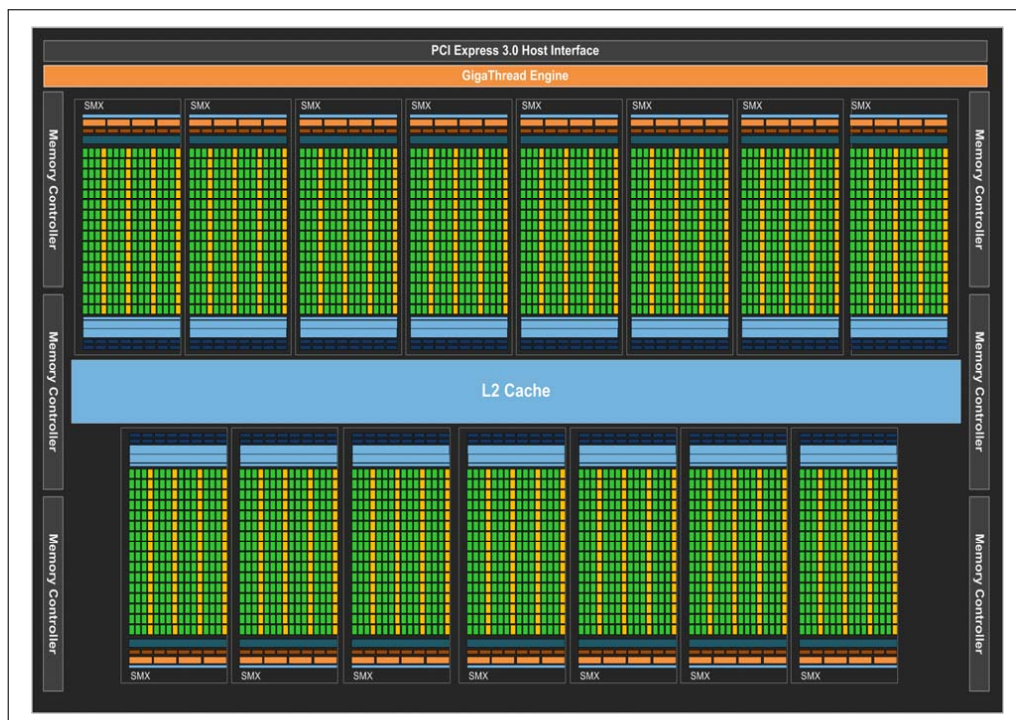 PCI Express 3.0 Host Interface
GigaThread Engine
SMX SMX SMX SMX SMX SMX SMX SMX
Memory Controller
Memory Controller
Memory Controller
Memory Controller
L2 Cache
Memory Controller
Memory Controller
SMX SMX SMX SMX SMX SMX SMX